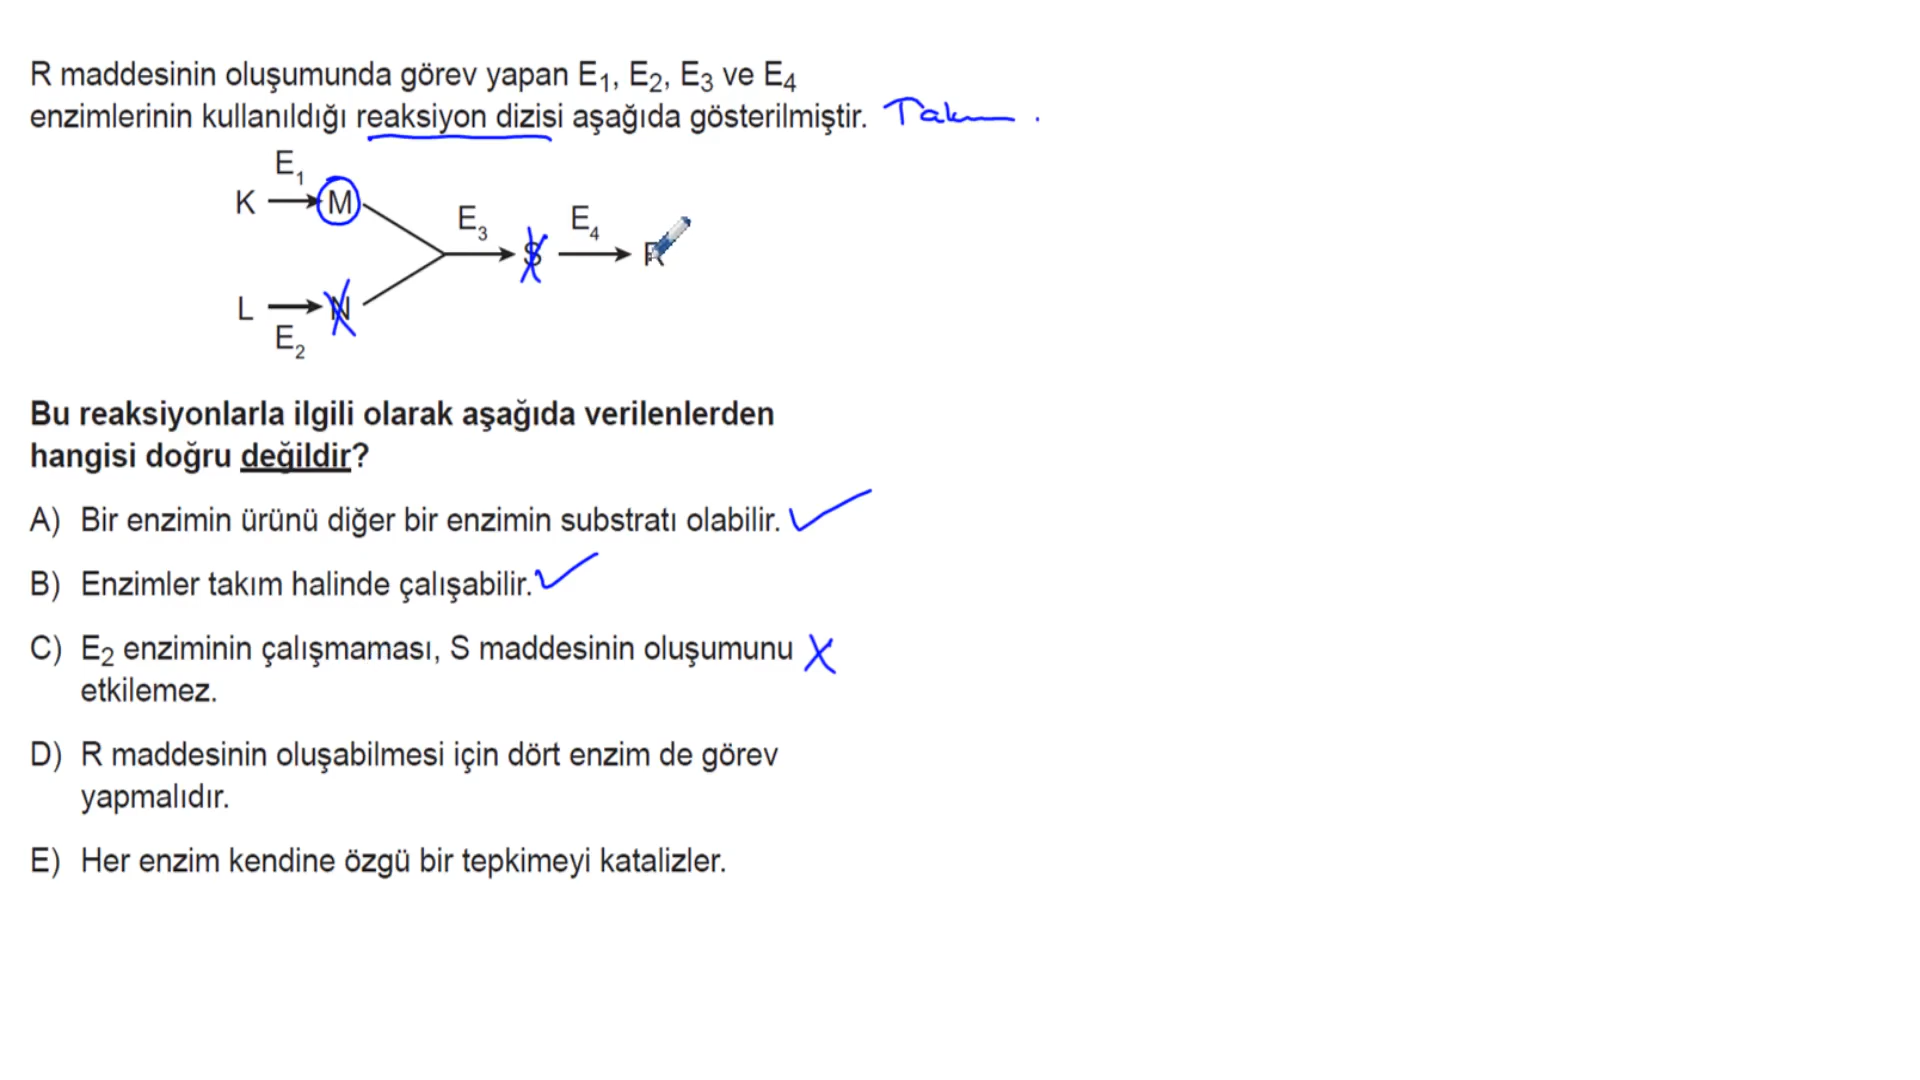 R maddesinin oluşumunda görev yapan E₁, E₂, E₃ ve E₄
enzimlerinin kullanıldığı reaksiyon dizisi aşağıda gösterilmiştir. Takım.
E₁
K M
E₃ E₄
S R
L N
E₂
Bu reaksiyonlarla ilgili olarak aşağıda verilenlerden
hangisi doğru değildir?
A) Bir enzimin ürünü diğer bir enzimin substratı olabilir.
B) Enzimler takım halinde çalışabilir.
C) E₂ enziminin çalışmaması, S maddesinin oluşumunu
etkilemez.
D) R maddesinin oluşabilmesi için dört enzim de görev
yapmalıdır.
E) Her enzim kendine özgü bir tepkimeyi katalizler.